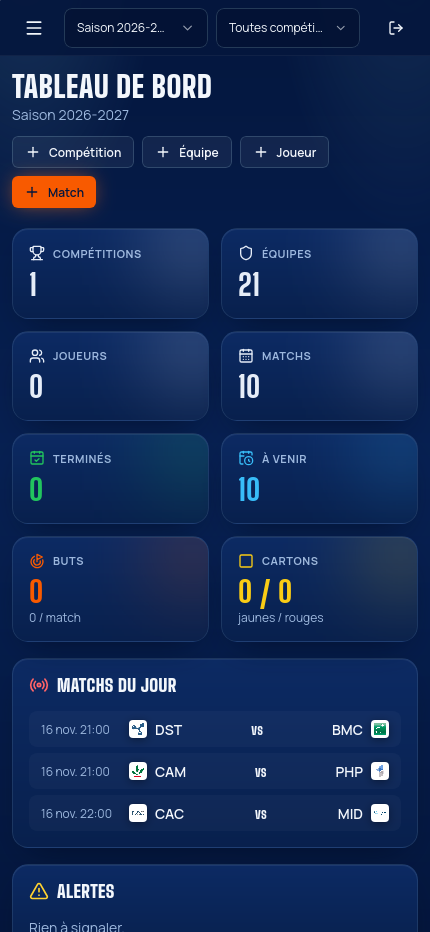 Saison 2026-2...
Toutes compéti...
TABLEAU DE BORD
Saison 2026-2027
Compétition
Équipe
Joueur
Match
COMPÉTITIONS
1
ÉQUIPES
21
JOUEURS
0
MATCHS
10
TERMINÉS
0
À VENIR
10
BUTS
0
0 / match
CARTONS
0 / 0
jaunes / rouges
MATCHS DU JOUR
16 nov. 21:00 DST VS BMC
16 nov. 21:00 CAM VS PHP
16 nov. 22:00 CAC VS MID
ALERTES
Rien à signaler